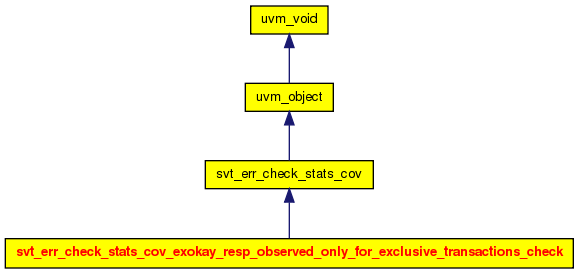 uvm_void
uvm_object
svt_err_check_stats_cov
svt_err_check_stats_cov_exokay_resp_observed_only_for_exclusive_transactions_check